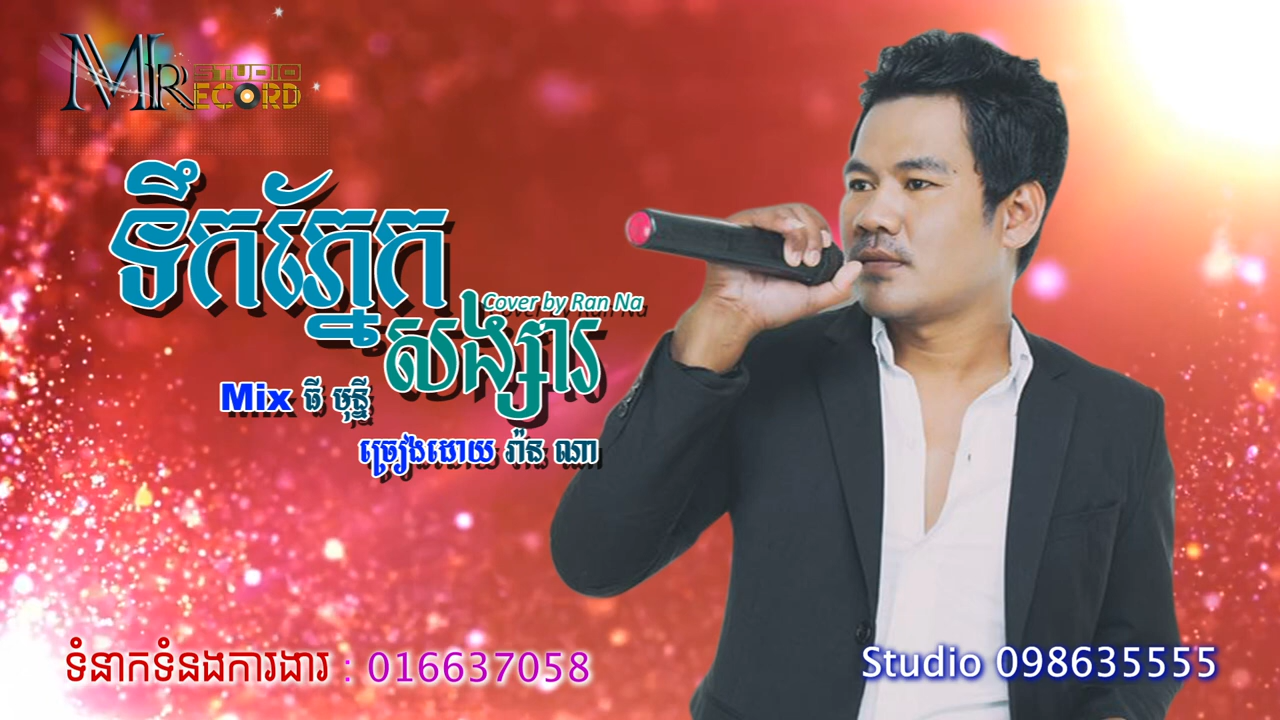 MR STUDIO
RECORD
ទឹកភ្នែក
Cover by Ran Na
សង្សារ
Mix ធី មុន្នី
ច្រៀងដោយ រ៉ាន ណា
ទំនាក់ទំនងការងារ : 016637058
Studio 098635555